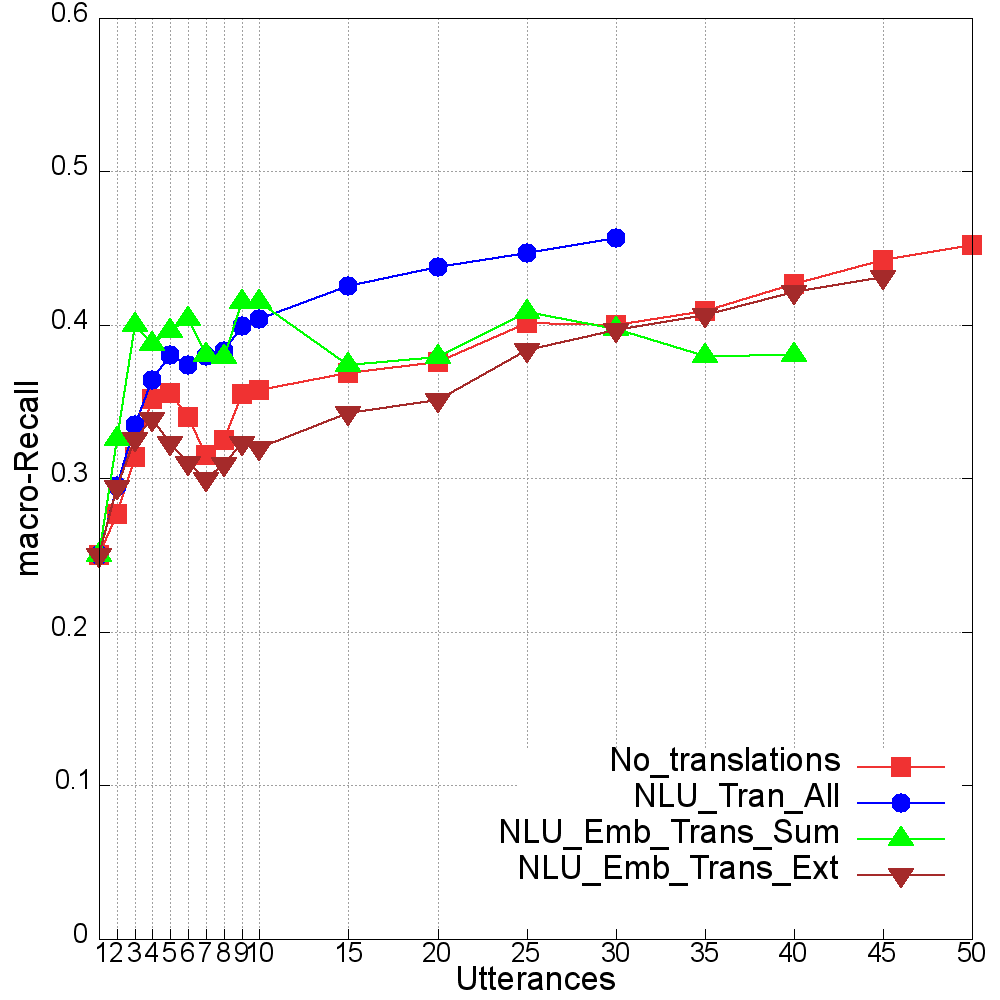 0.6
0.5
0.4
0.3
0.2
0.1
0
macro-Recall
No_translations
NLU_Tran_All
NLU_Emb_Trans_Sum
NLU_Emb_Trans_Ext
1 2 3 4 5 6 7 8 9 10 15 20 25 30 35 40 45 50
Utterances